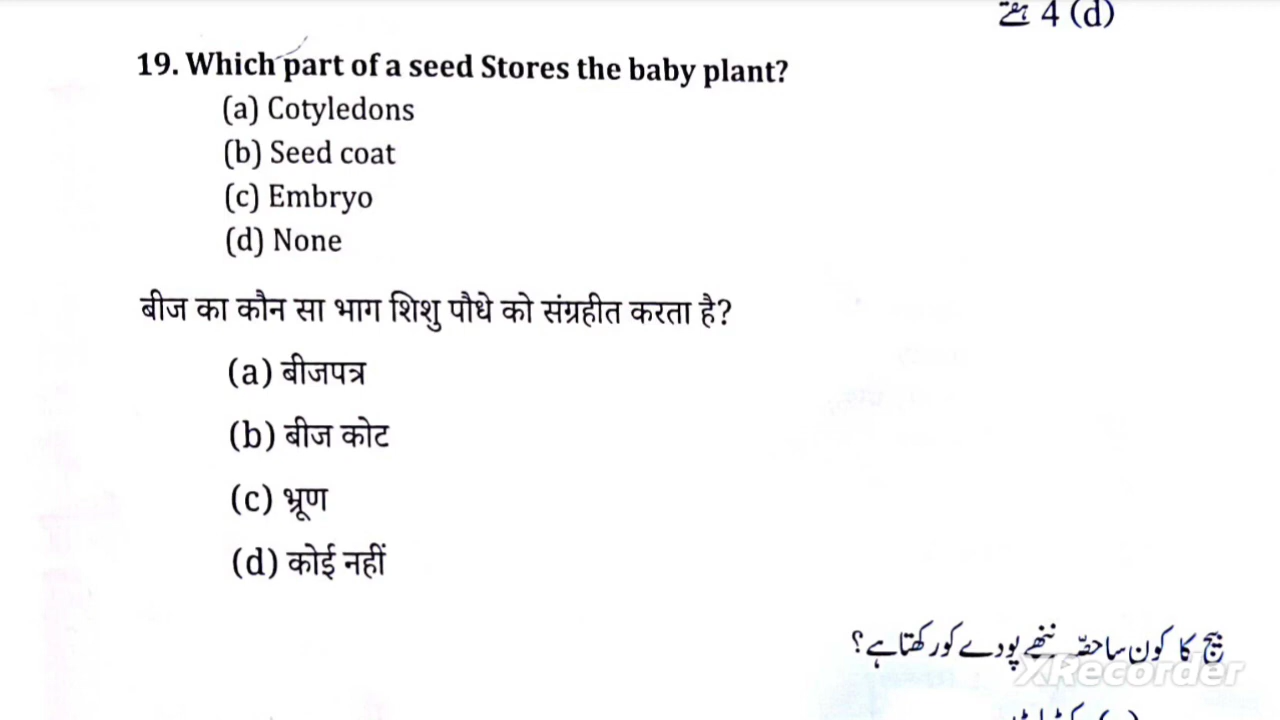 4 (d)
19. Which part of a seed Stores the baby plant?
(a) Cotyledons
(b) Seed coat
(c) Embryo
(d) None
बीज का कौन सा भाग शिशु पौधे को संग्रहीत करता है?
(a) बीजपत्र
(b) बीज कोट
(c) भ्रूण
(d) कोई नहीं
بیج کا کون سا حصّہ ننھے پودے کو رکھتا ہے؟
XRecorder